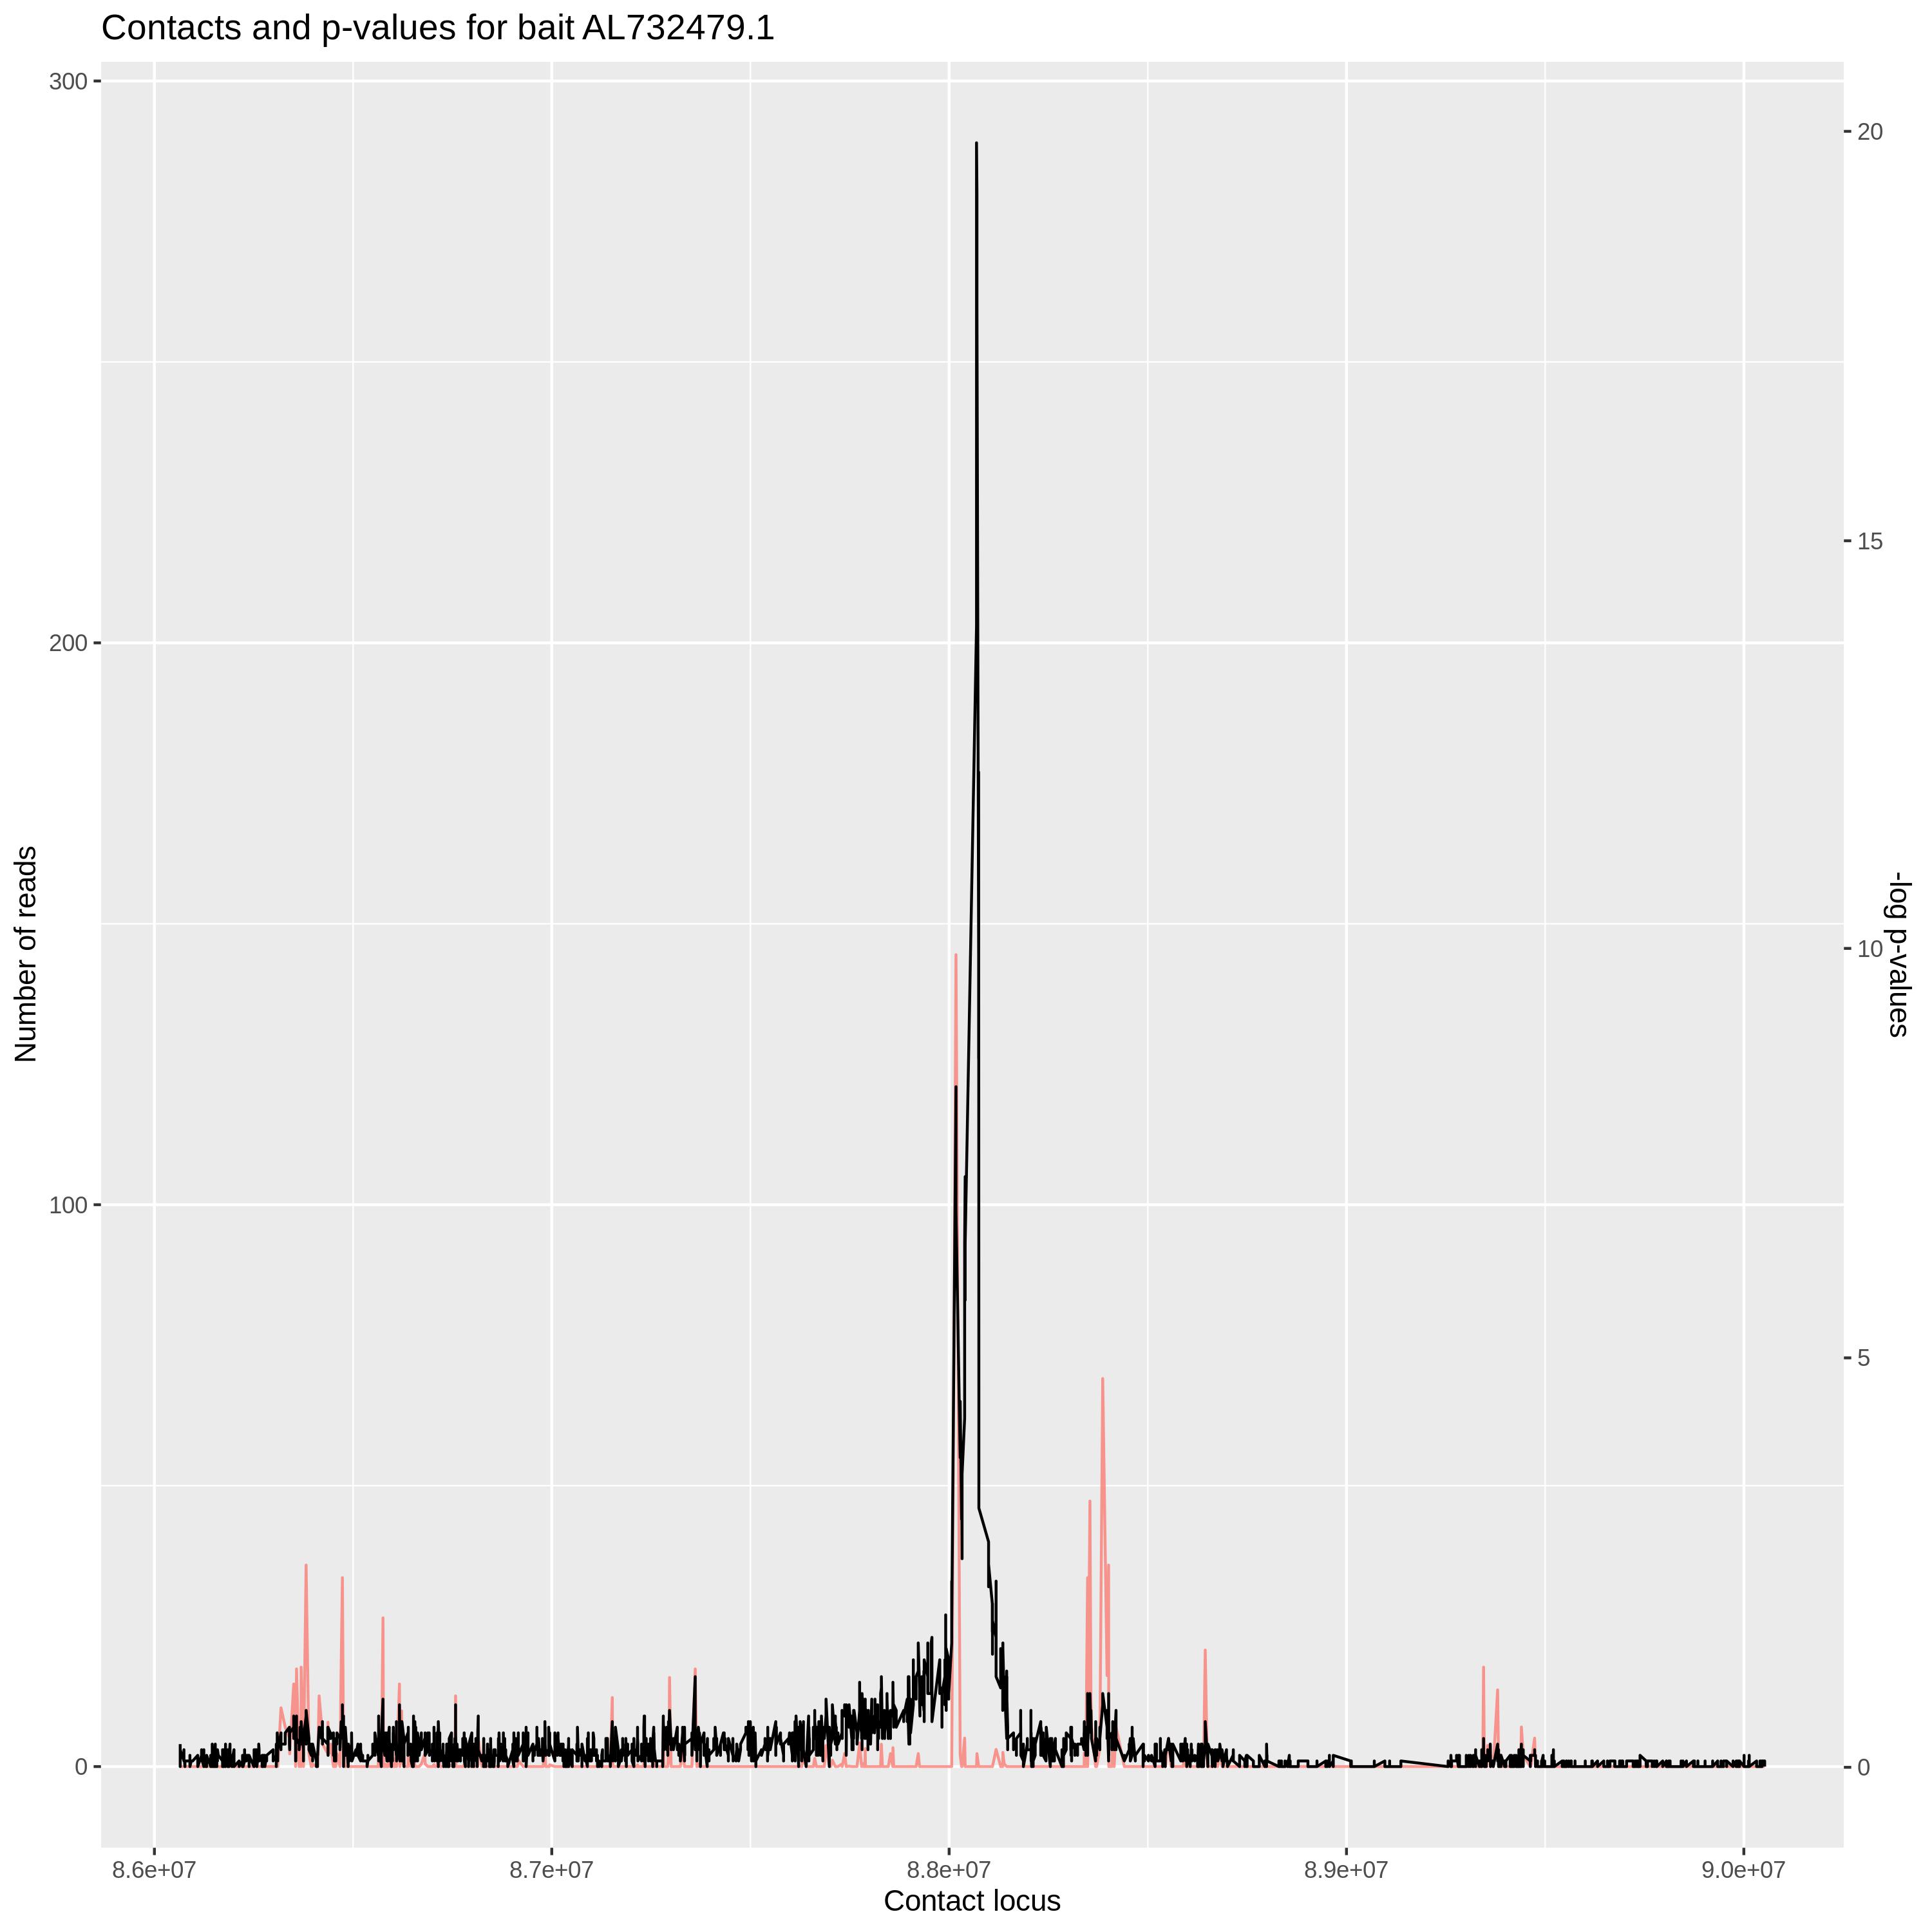 Contacts and p-values for bait AL732479.1
300
200
100
0
Number of reads
20
15
10
5
0
-log p-values
8.6e+07 8.7e+07 8.8e+07 8.9e+07 9.0e+07
Contact locus